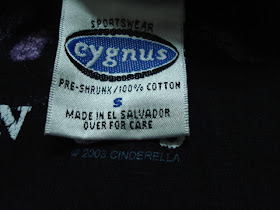 SPORTSWEAR
cygnus
PRE-SHRUNK/100% COTTON
S
MADE IN EL SALVADOR
OVER FOR CARE
© 2003 CINDERELLA